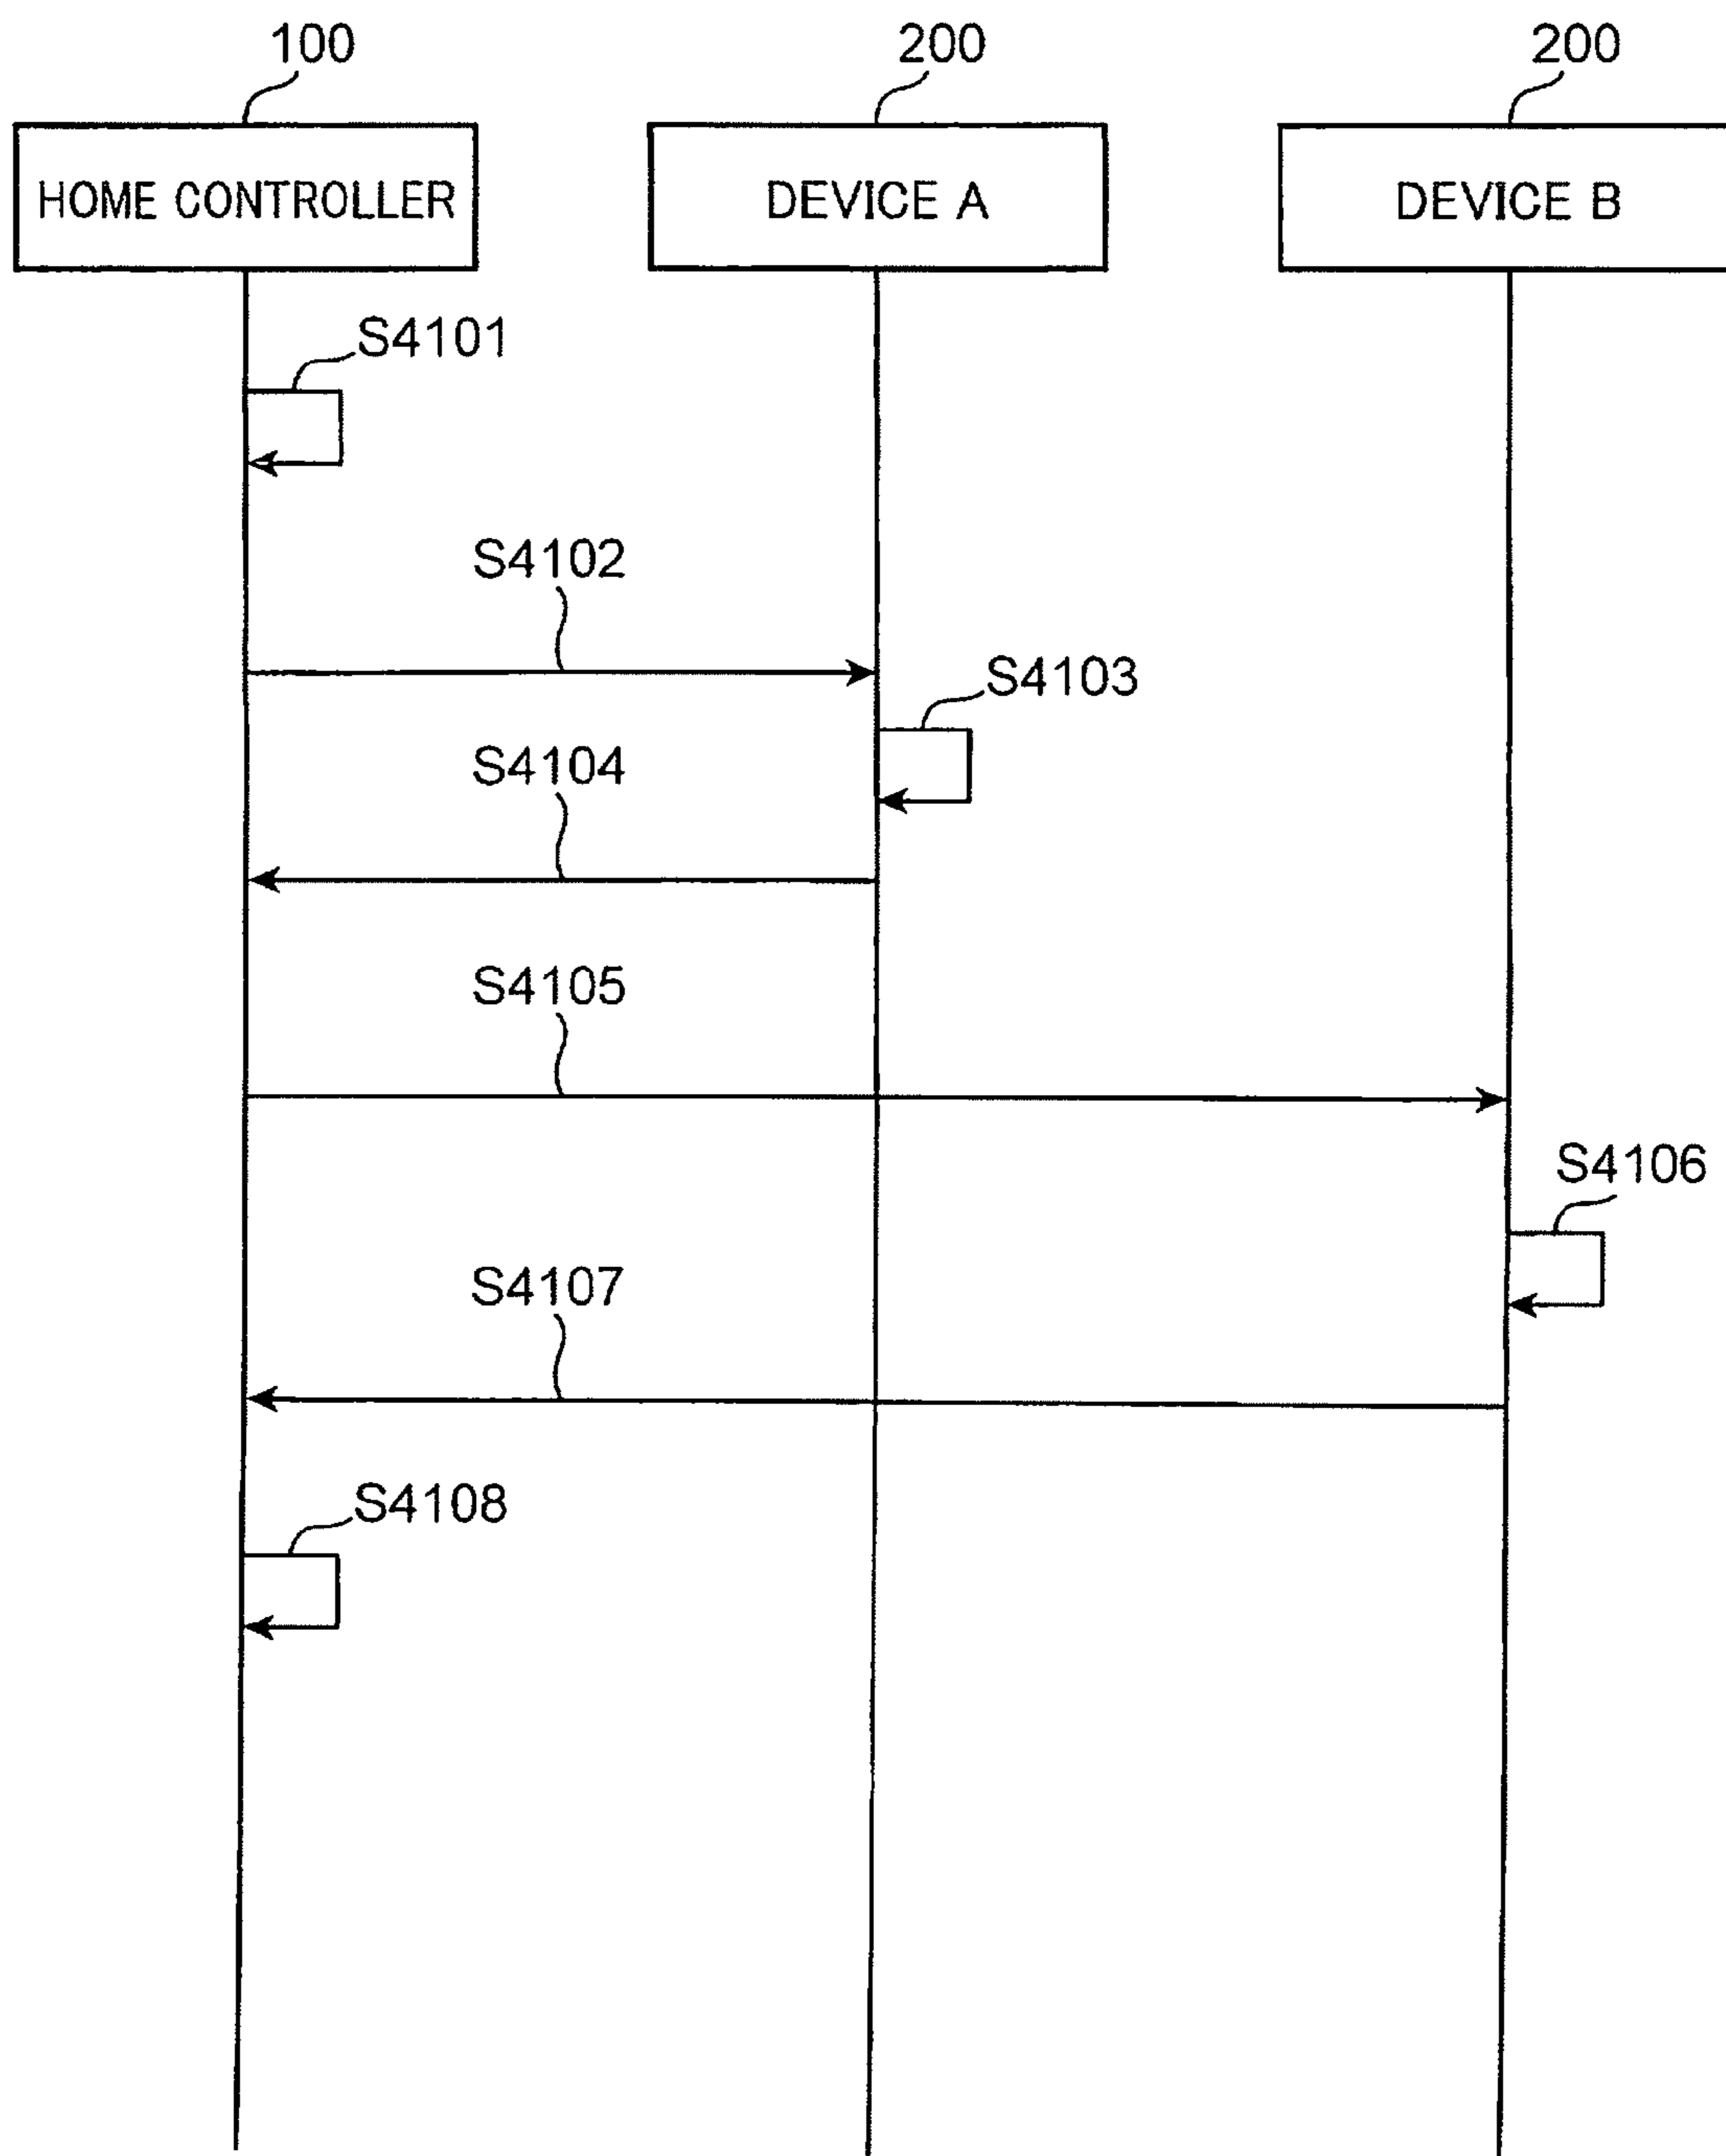 100
200
200
HOME CONTROLLER
DEVICE A
DEVICE B
S4101
S4102
S4103
S4104
S4105
S4106
S4107
S4108